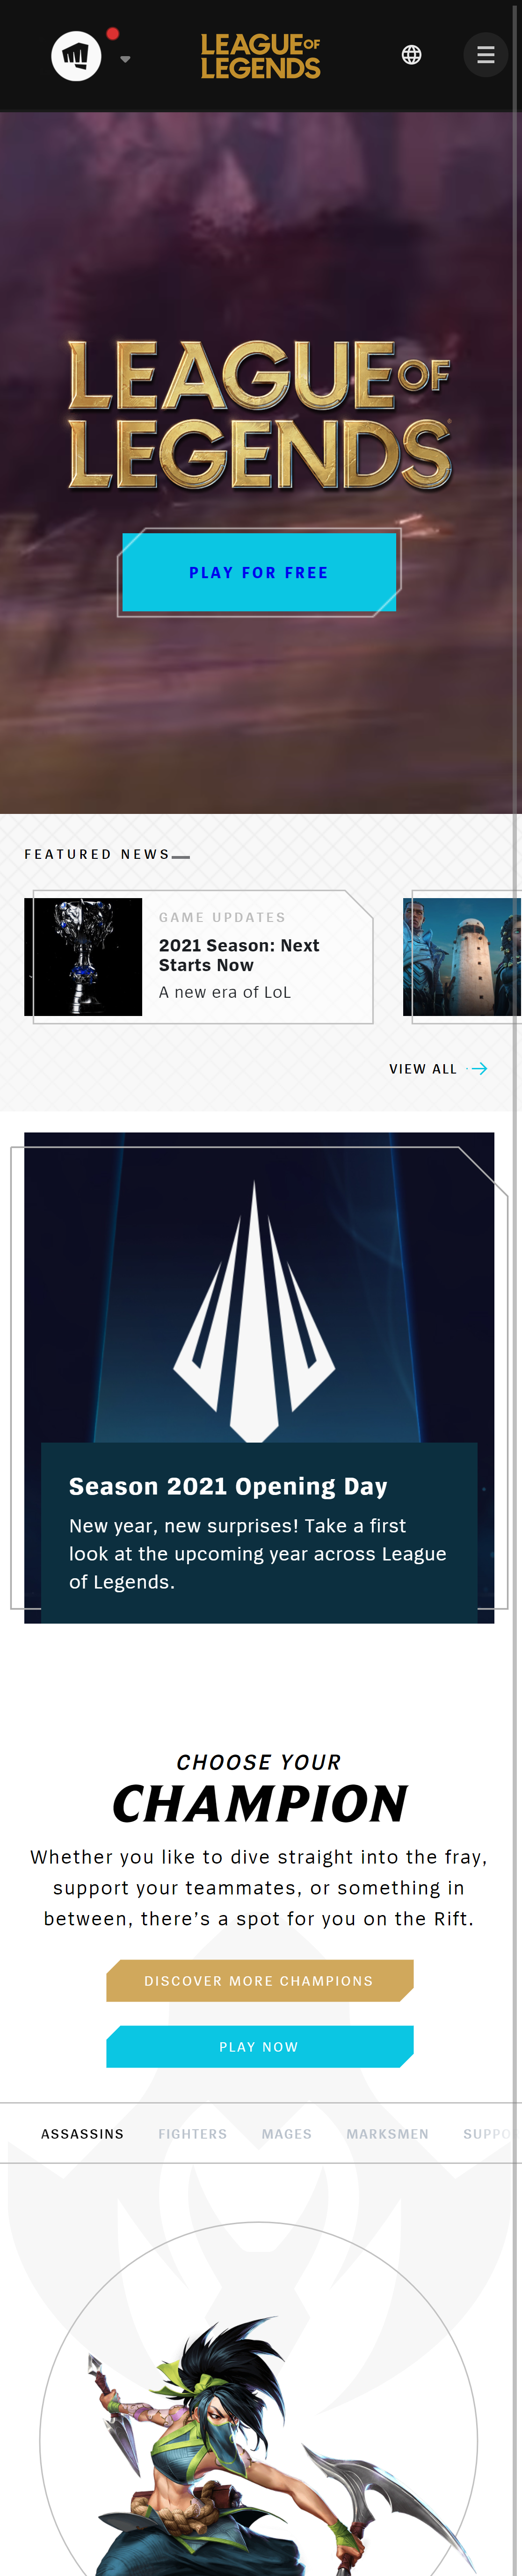 LEAGUE OF
LEGENDS
LEAGUE OF
LEGENDS
PLAY FOR FREE
FEATURED NEWS
GAME UPDATES
2021 Season: Next
Starts Now
A new era of LoL
VIEW ALL
Season 2021 Opening Day
New year, new surprises! Take a first
look at the upcoming year across League
of Legends.
CHOOSE YOUR
CHAMPION
Whether you like to dive straight into the fray,
support your teammates, or something in
between, there’s a spot for you on the Rift.
DISCOVER MORE CHAMPIONS
PLAY NOW
ASSASSINS FIGHTERS MAGES MARKSMEN SUPPO